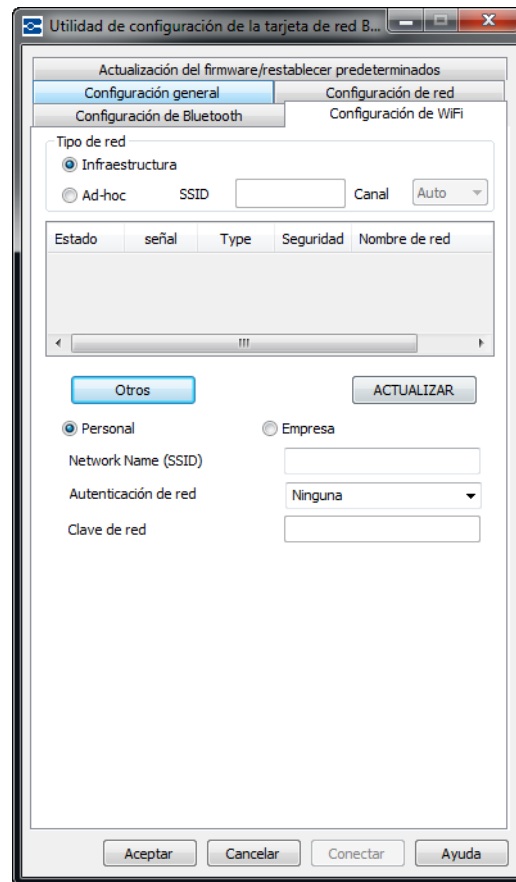 Utilidad de configuración de la tarjeta de red B...
Actualización del firmware/restablecer predeterminados
Configuración general Configuración de red
Configuración de Bluetooth Configuración de WiFi
Tipo de red
Infraestructura
Ad-hoc SSID Canal Auto
Estado señal Type Seguridad Nombre de red
Otros ACTUALIZAR
Personal Empresa
Network Name (SSID)
Autenticación de red Ninguna
Clave de red
Aceptar Cancelar Conectar Ayuda